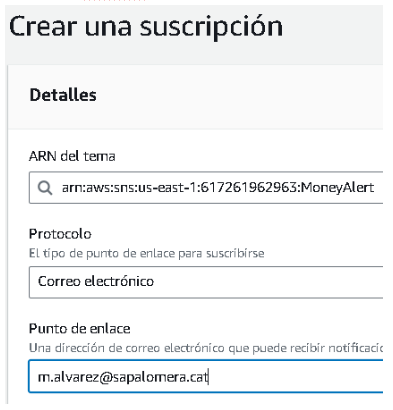 Crear una suscripción
Detalles
ARN del tema
arn:aws:sns:us-east-1:617261962963:MoneyAlert
Protocolo
El tipo de punto de enlace para suscribirse
Correo electrónico
Punto de enlace
Una dirección de correo electrónico que puede recibir notificacio
m.alvarez@sapalomera.cat